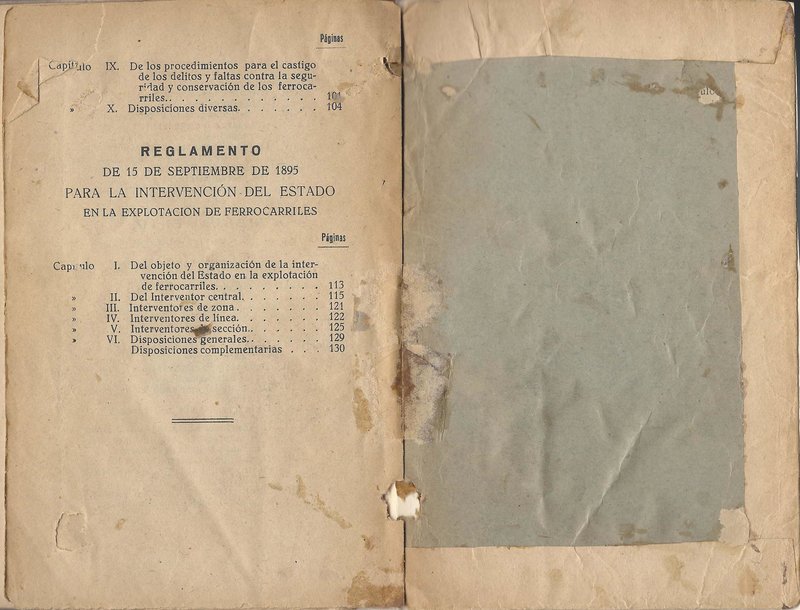 Páginas
Capítulo IX. De los procedimientos para el castigo
de los delitos y faltas contra la segu-
ridad y conservación de los ferroca-
rriles. . . . . . . . . . . . 101
» X. Disposiciones diversas. . . . . . . 104
REGLAMENTO
DE 15 DE SEPTIEMBRE DE 1895
PARA LA INTERVENCIÓN DEL ESTADO
EN LA EXPLOTACION DE FERROCARRILES
Páginas
Capítulo I. Del objeto y organización de la inter-
vención del Estado en la explotación
de ferrocarriles. . . . . . . . . . 113
» II. Del Interventor central. . . . . . . 115
» III. Interventores de zona . . . . . . . 121
» IV. Interventores de línea. . . . . . . 122
» V. Interventores de sección. . . . . . . 125
» VI. Disposiciones generales. . . . . . . 129
Disposiciones complementarias . . . 130